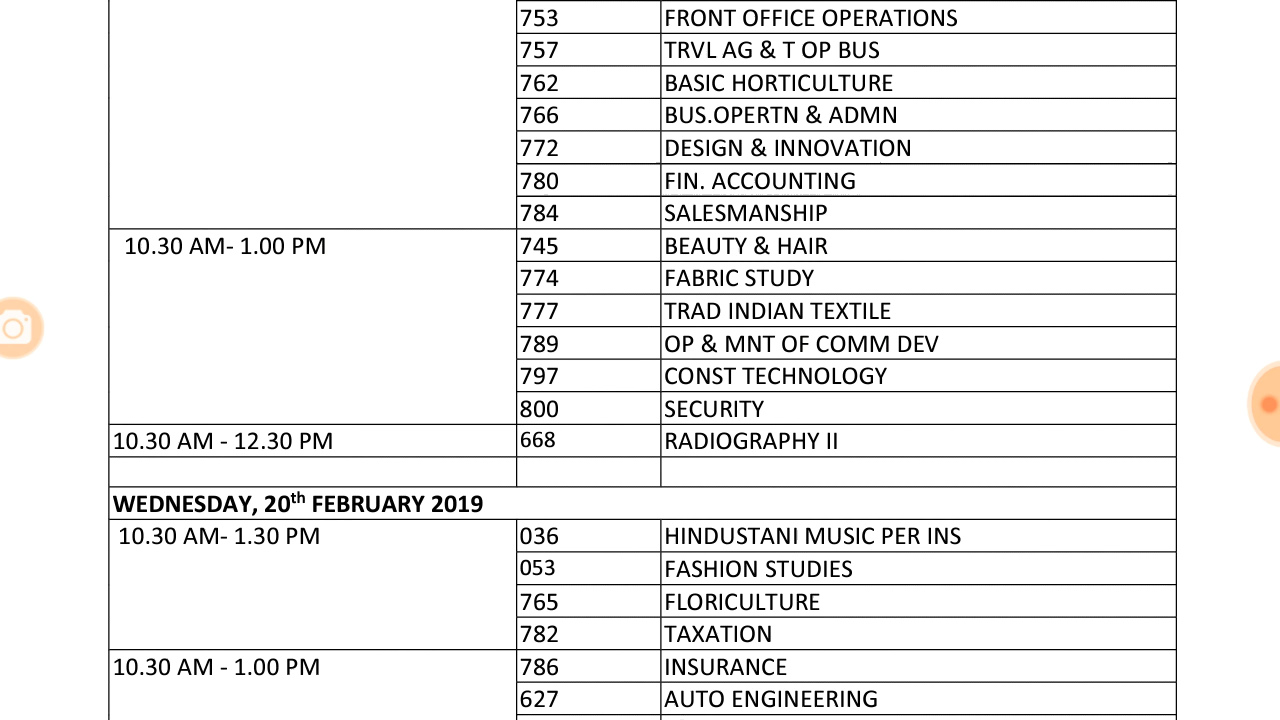 753 FRONT OFFICE OPERATIONS
757 TRVL AG & T OP BUS
762 BASIC HORTICULTURE
766 BUS.OPERTN & ADMN
772 DESIGN & INNOVATION
780 FIN. ACCOUNTING
784 SALESMANSHIP
10.30 AM- 1.00 PM 745 BEAUTY & HAIR
774 FABRIC STUDY
777 TRAD INDIAN TEXTILE
789 OP & MNT OF COMM DEV
797 CONST TECHNOLOGY
800 SECURITY
10.30 AM - 12.30 PM 668 RADIOGRAPHY II
WEDNESDAY, 20th FEBRUARY 2019
10.30 AM- 1.30 PM 036 HINDUSTANI MUSIC PER INS
053 FASHION STUDIES
765 FLORICULTURE
782 TAXATION
10.30 AM - 1.00 PM 786 INSURANCE
627 AUTO ENGINEERING